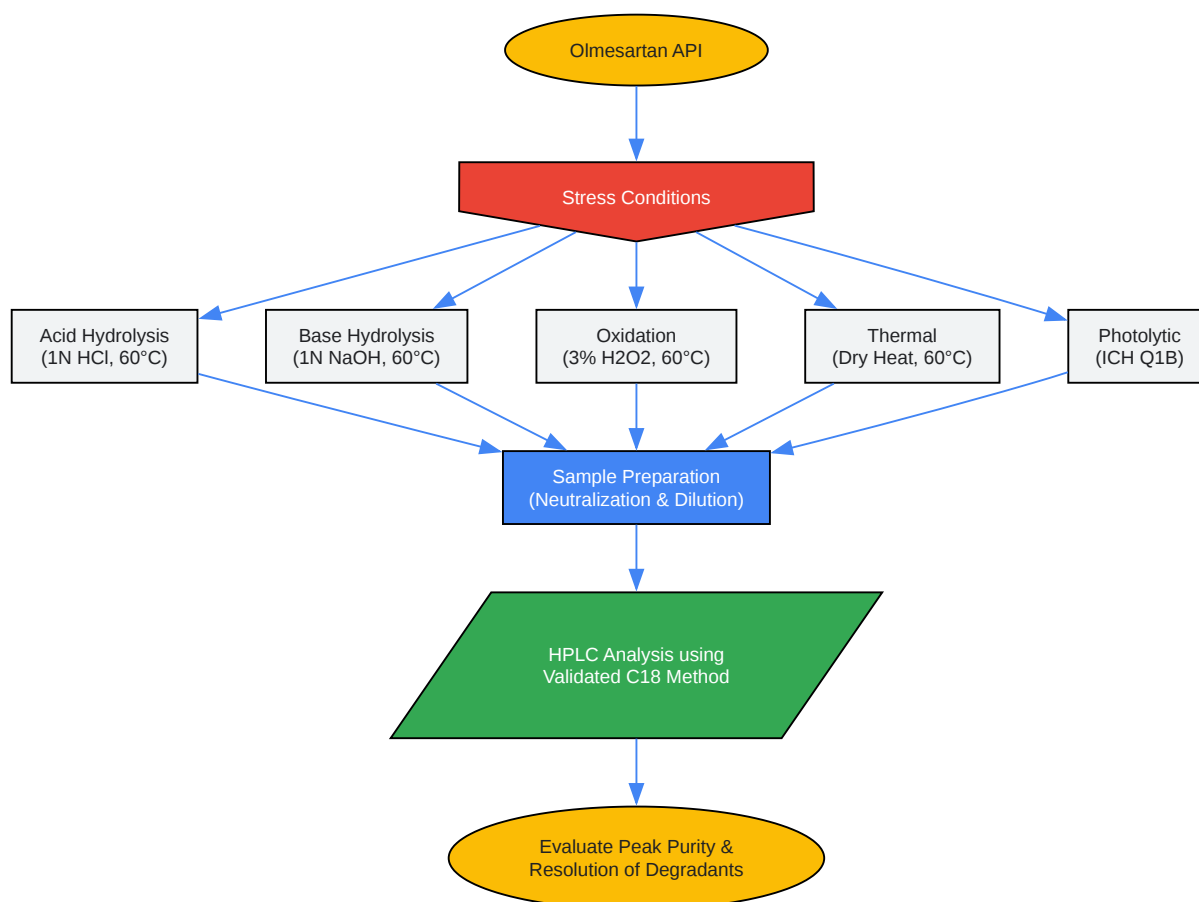 Olmesartan API
Stress Conditions
Acid Hydrolysis
(1N HCl, 60°C)
Base Hydrolysis
(1N NaOH, 60°C)
Oxidation
(3% H2O2, 60°C)
Thermal
(Dry Heat, 60°C)
Photolytic
(ICH Q1B)
Sample Preparation
(Neutralization & Dilution)
HPLC Analysis using
Validated C18 Method
Evaluate Peak Purity &
Resolution of Degradants